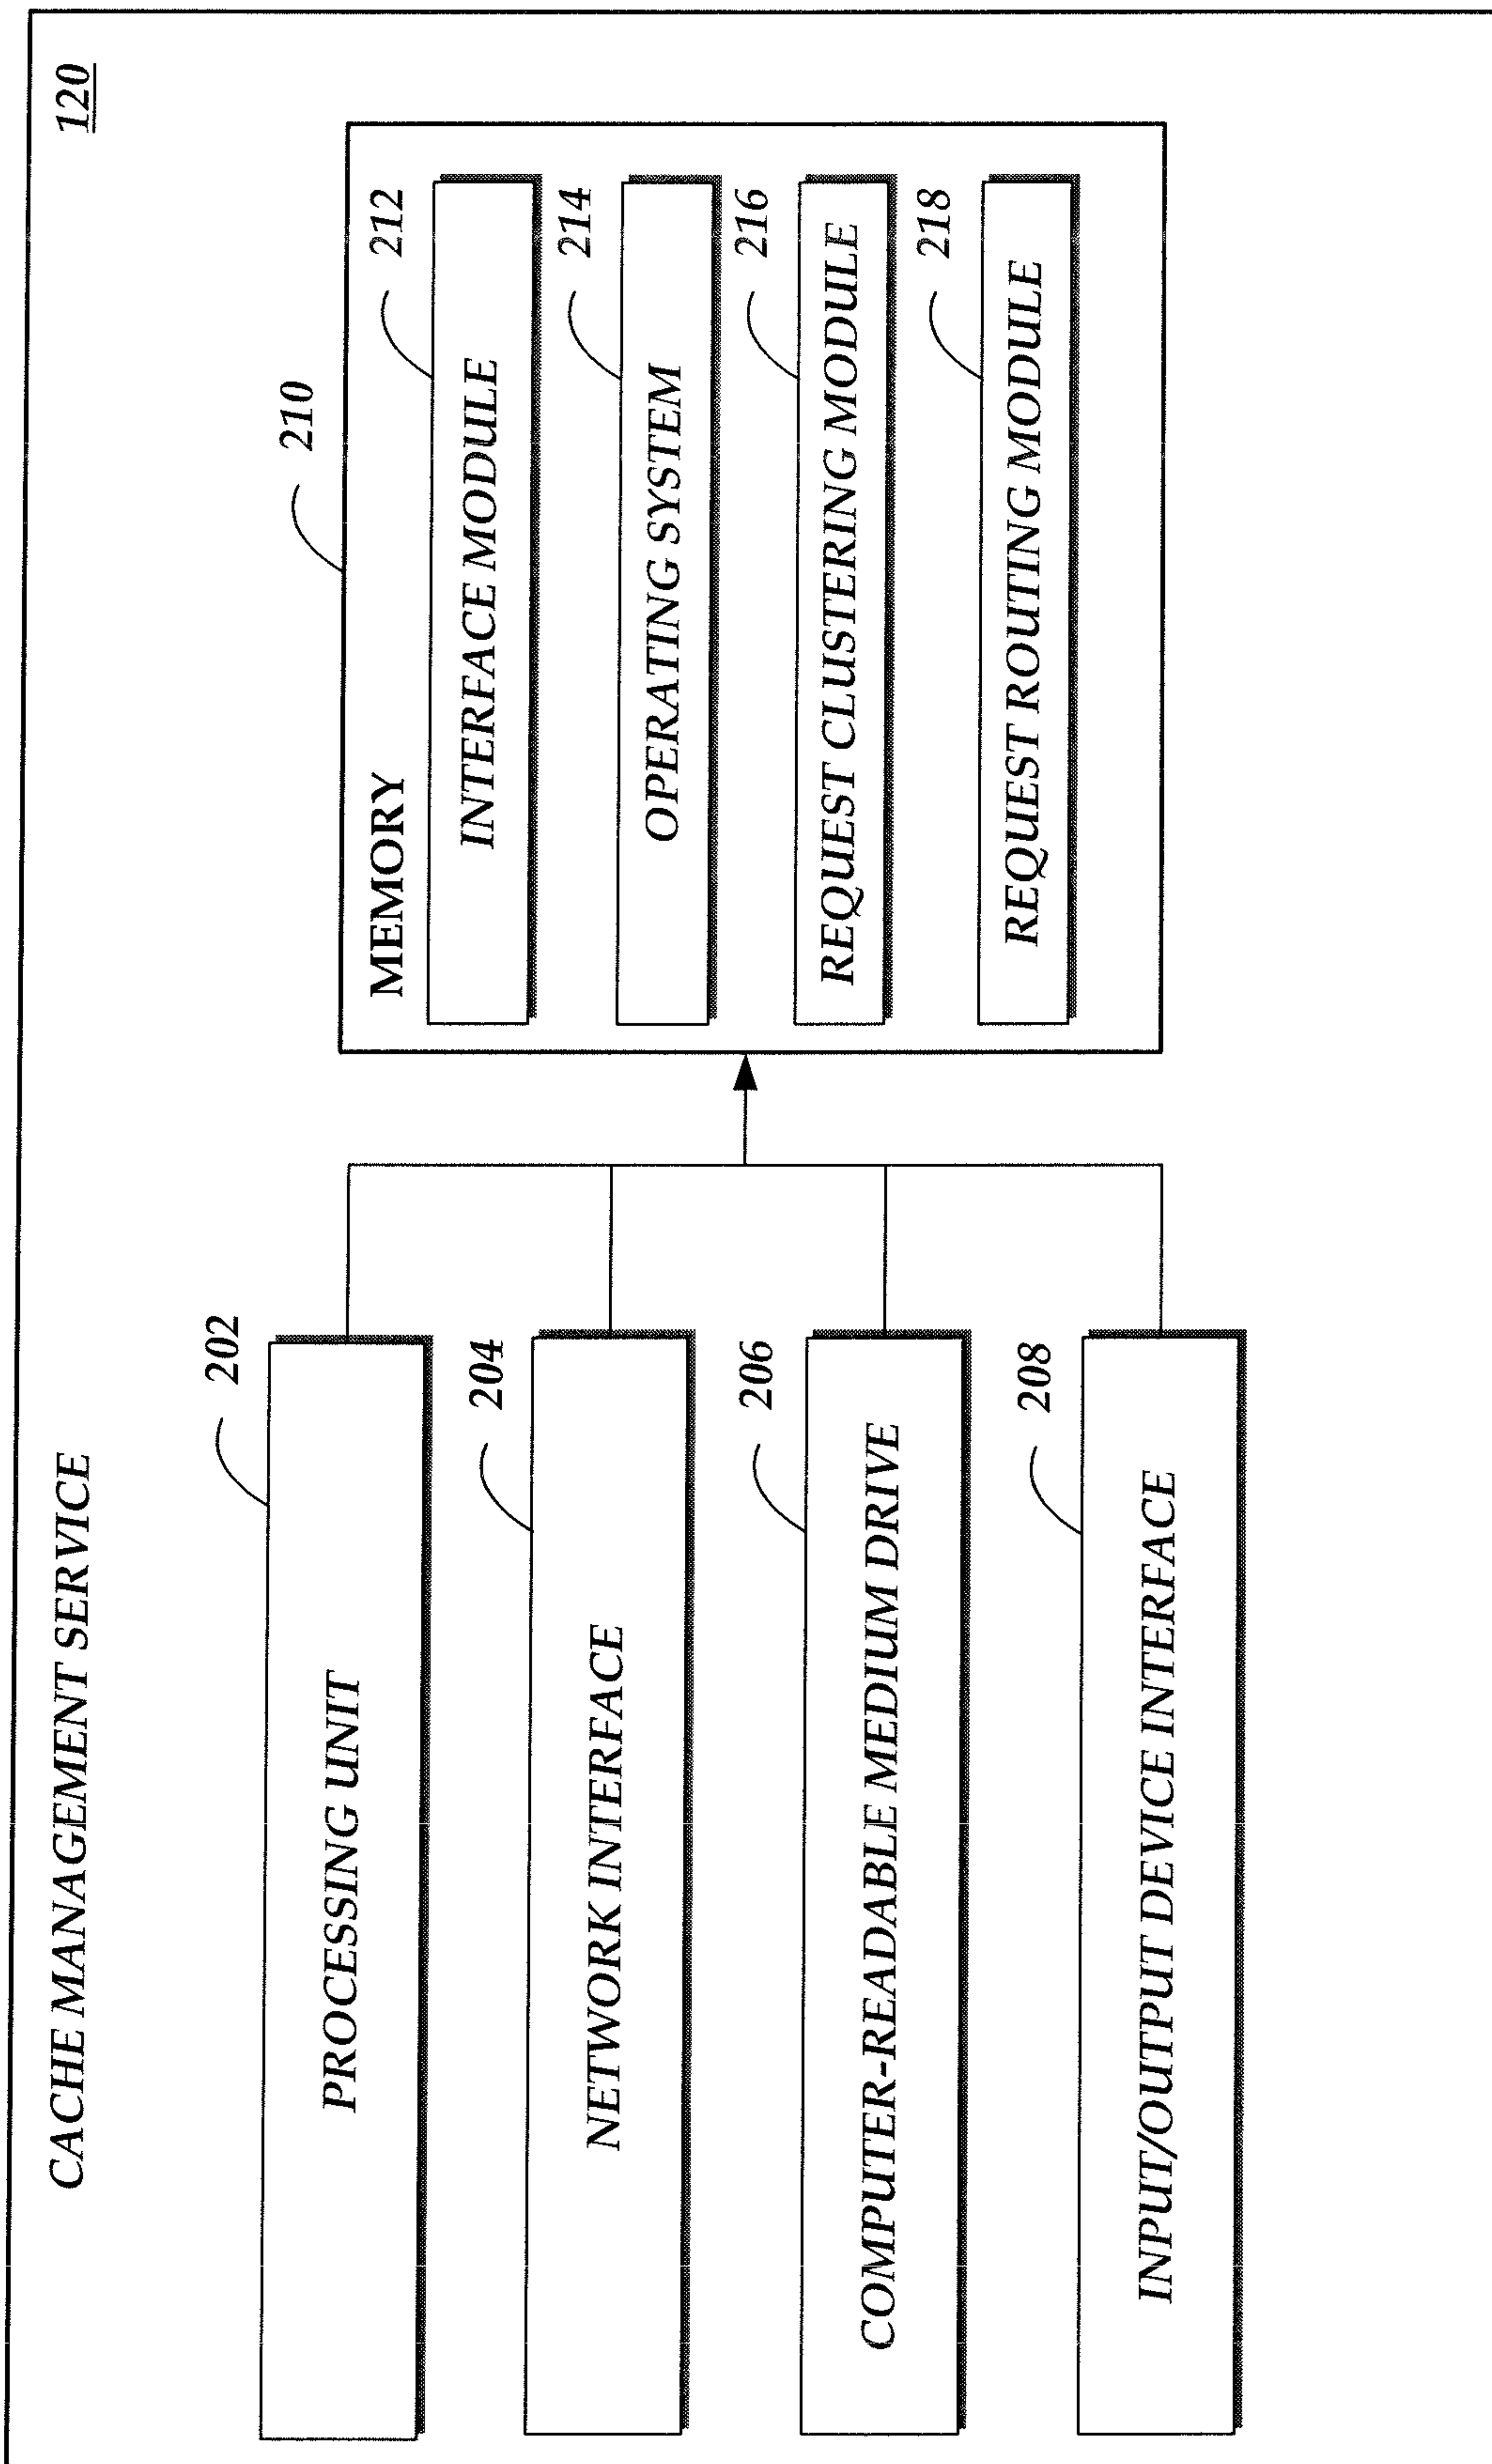 CACHE MANAGEMENT SERVICE
120
202
PROCESSING UNIT
204
NETWORK INTERFACE
206
COMPUTER-READABLE MEDIUM DRIVE
208
INPUT/OUTPUT DEVICE INTERFACE
210
MEMORY
212
INTERFACE MODULE
214
OPERATING SYSTEM
216
REQUEST CLUSTERING MODULE
218
REQUEST ROUTING MODULE